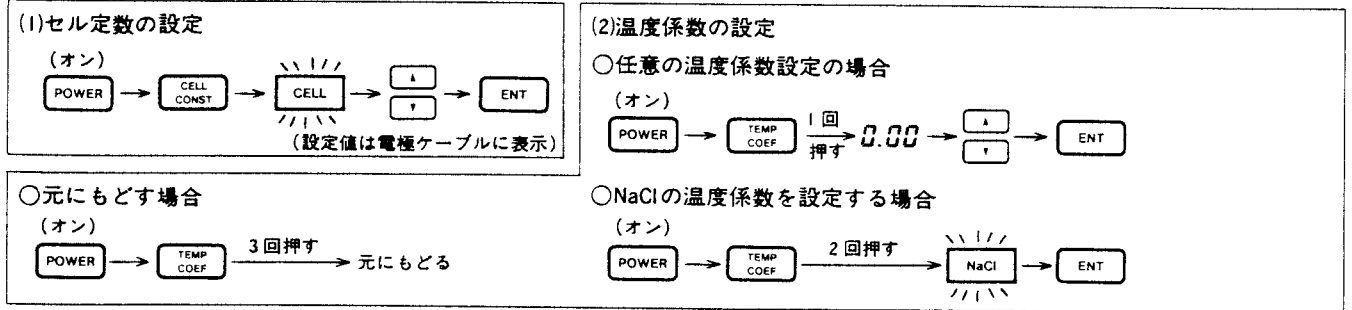 (1)セル定数の設定
(オン)
POWER → CELL CONST → CELL → ▲ ▼ → ENT
(設定値は電極ケーブルに表示)
(2)温度係数の設定
○任意の温度係数設定の場合
(オン)
POWER → TEMP COEF 1回押す → 0.00 → ▲ ▼ → ENT
○NaClの温度係数を設定する場合
(オン)
POWER → TEMP COEF 2回押す → NaCl → ENT
○元にもどす場合
(オン)
POWER → TEMP COEF 3回押す → 元にもどる